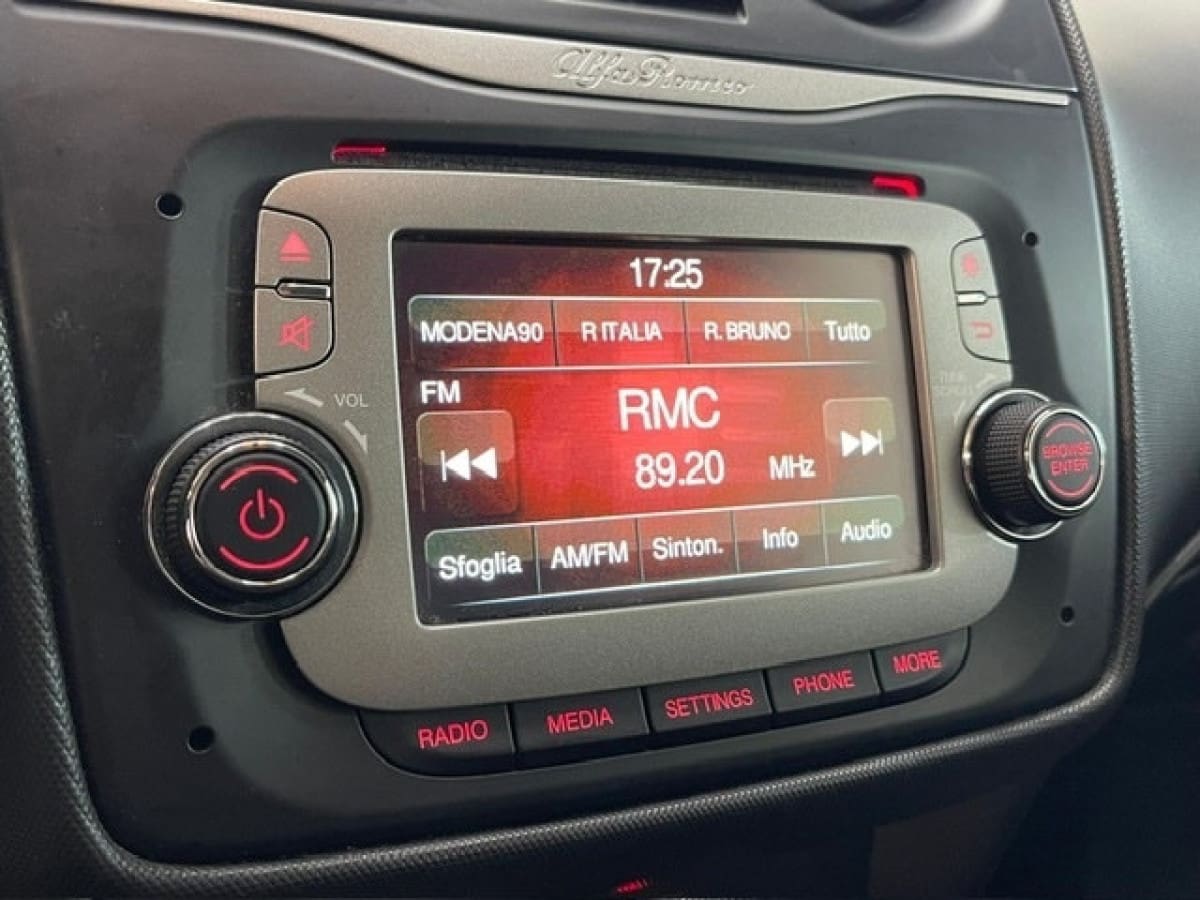 Alfa Romeo
17:25
MODENA90 R ITALIA R. BRUNO Tutto
FM
VOL
RMC
89.20 MHz
BROWSE
ENTER
Sfoglia AM/FM Sinton. Info Audio
RADIO MEDIA SETTINGS PHONE MORE